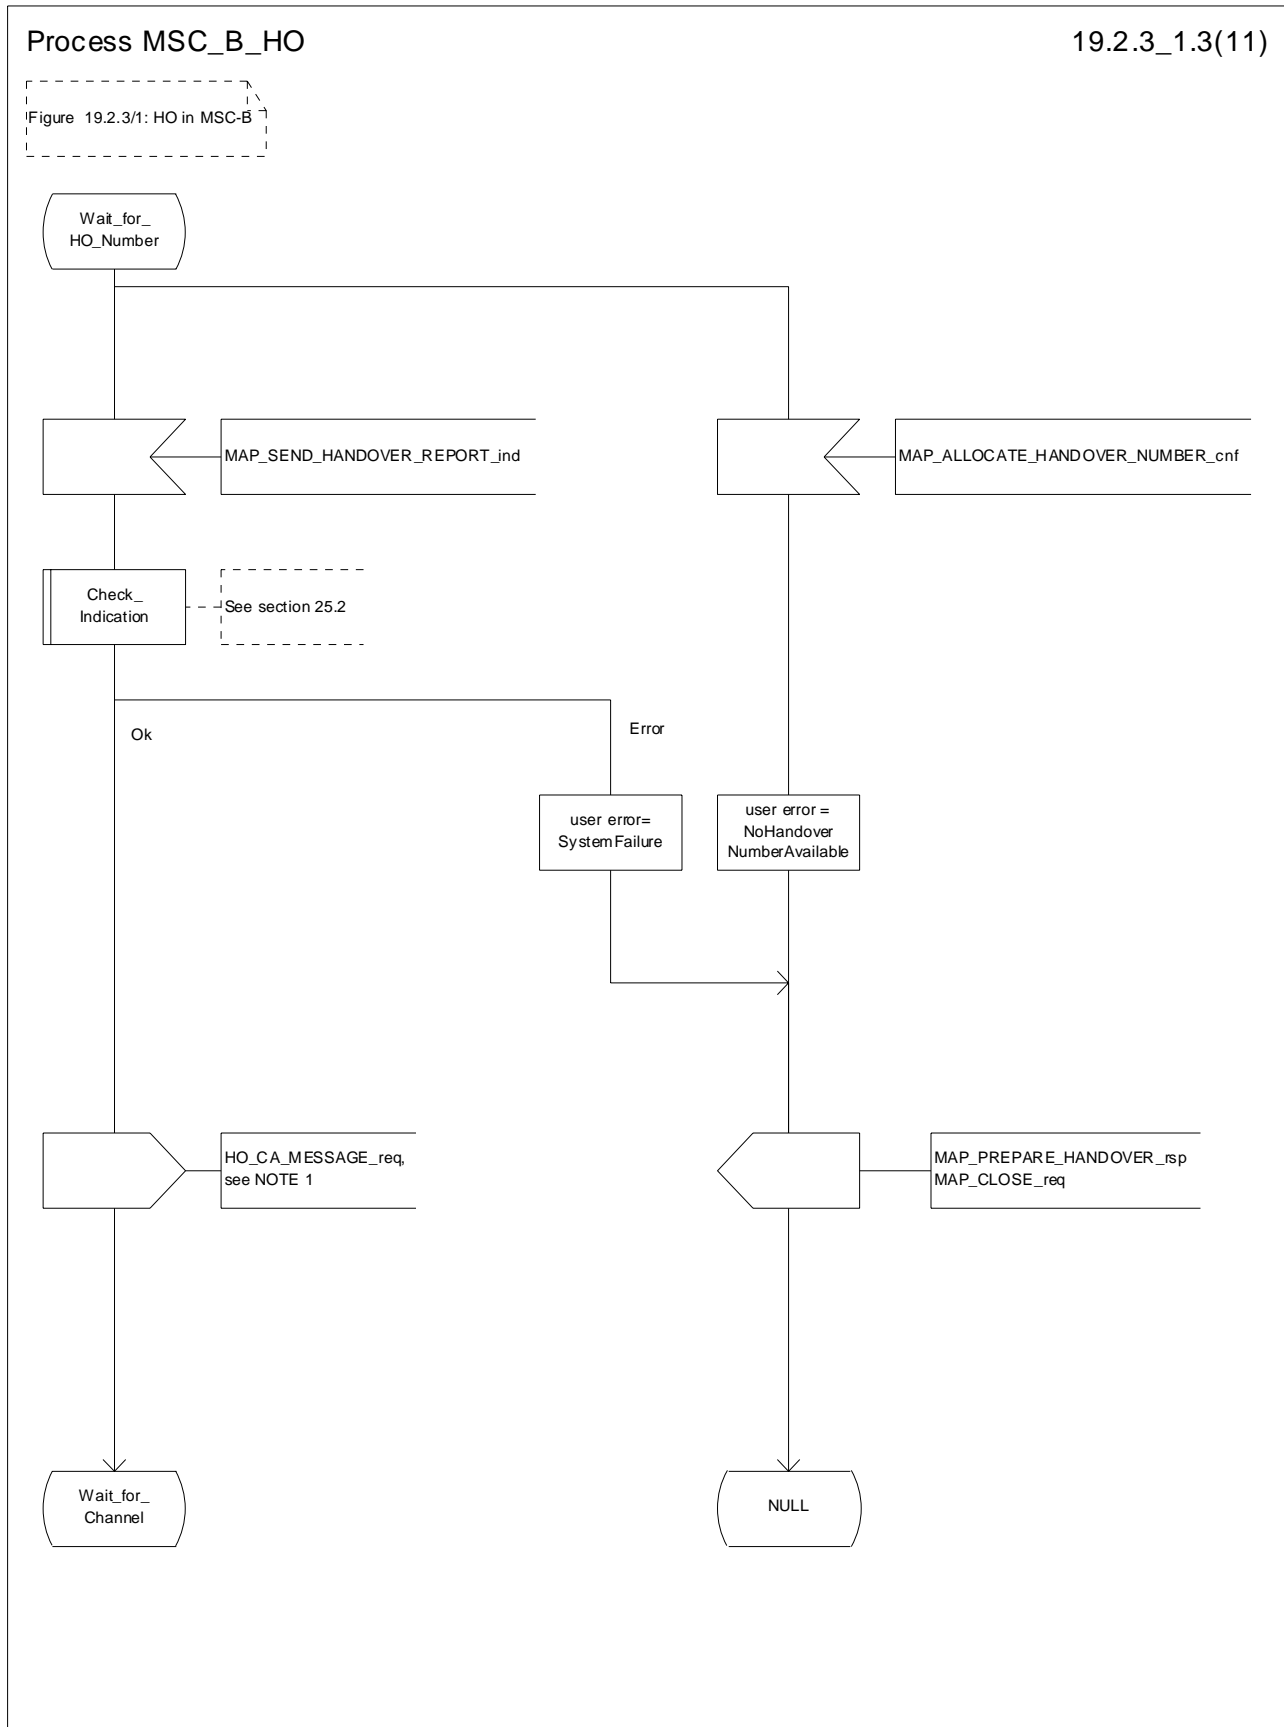 Process MSC_B_HO
19.2.3_1.3(11)
Figure 19.2.3/1: HO in MSC-B
Wait_for_
HO_Number
MAP_SEND_HANDOVER_REPORT_ind
MAP_ALLOCATE_HANDOVER_NUMBER_cnf
Check_
Indication
See section 25.2
Ok
Error
user error=
SystemFailure
user error =
NoHandover
NumberAvailable
HO_CA_MESSAGE_req,
see NOTE 1
MAP_PREPARE_HANDOVER_rsp
MAP_CLOSE_req
Wait_for_
Channel
NULL